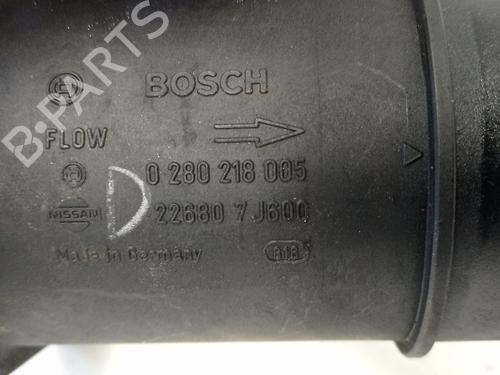 BOSCH
FLOW
0 280 218 005
NISSAN 22680 7J600
Made in Germany
B-PARTS